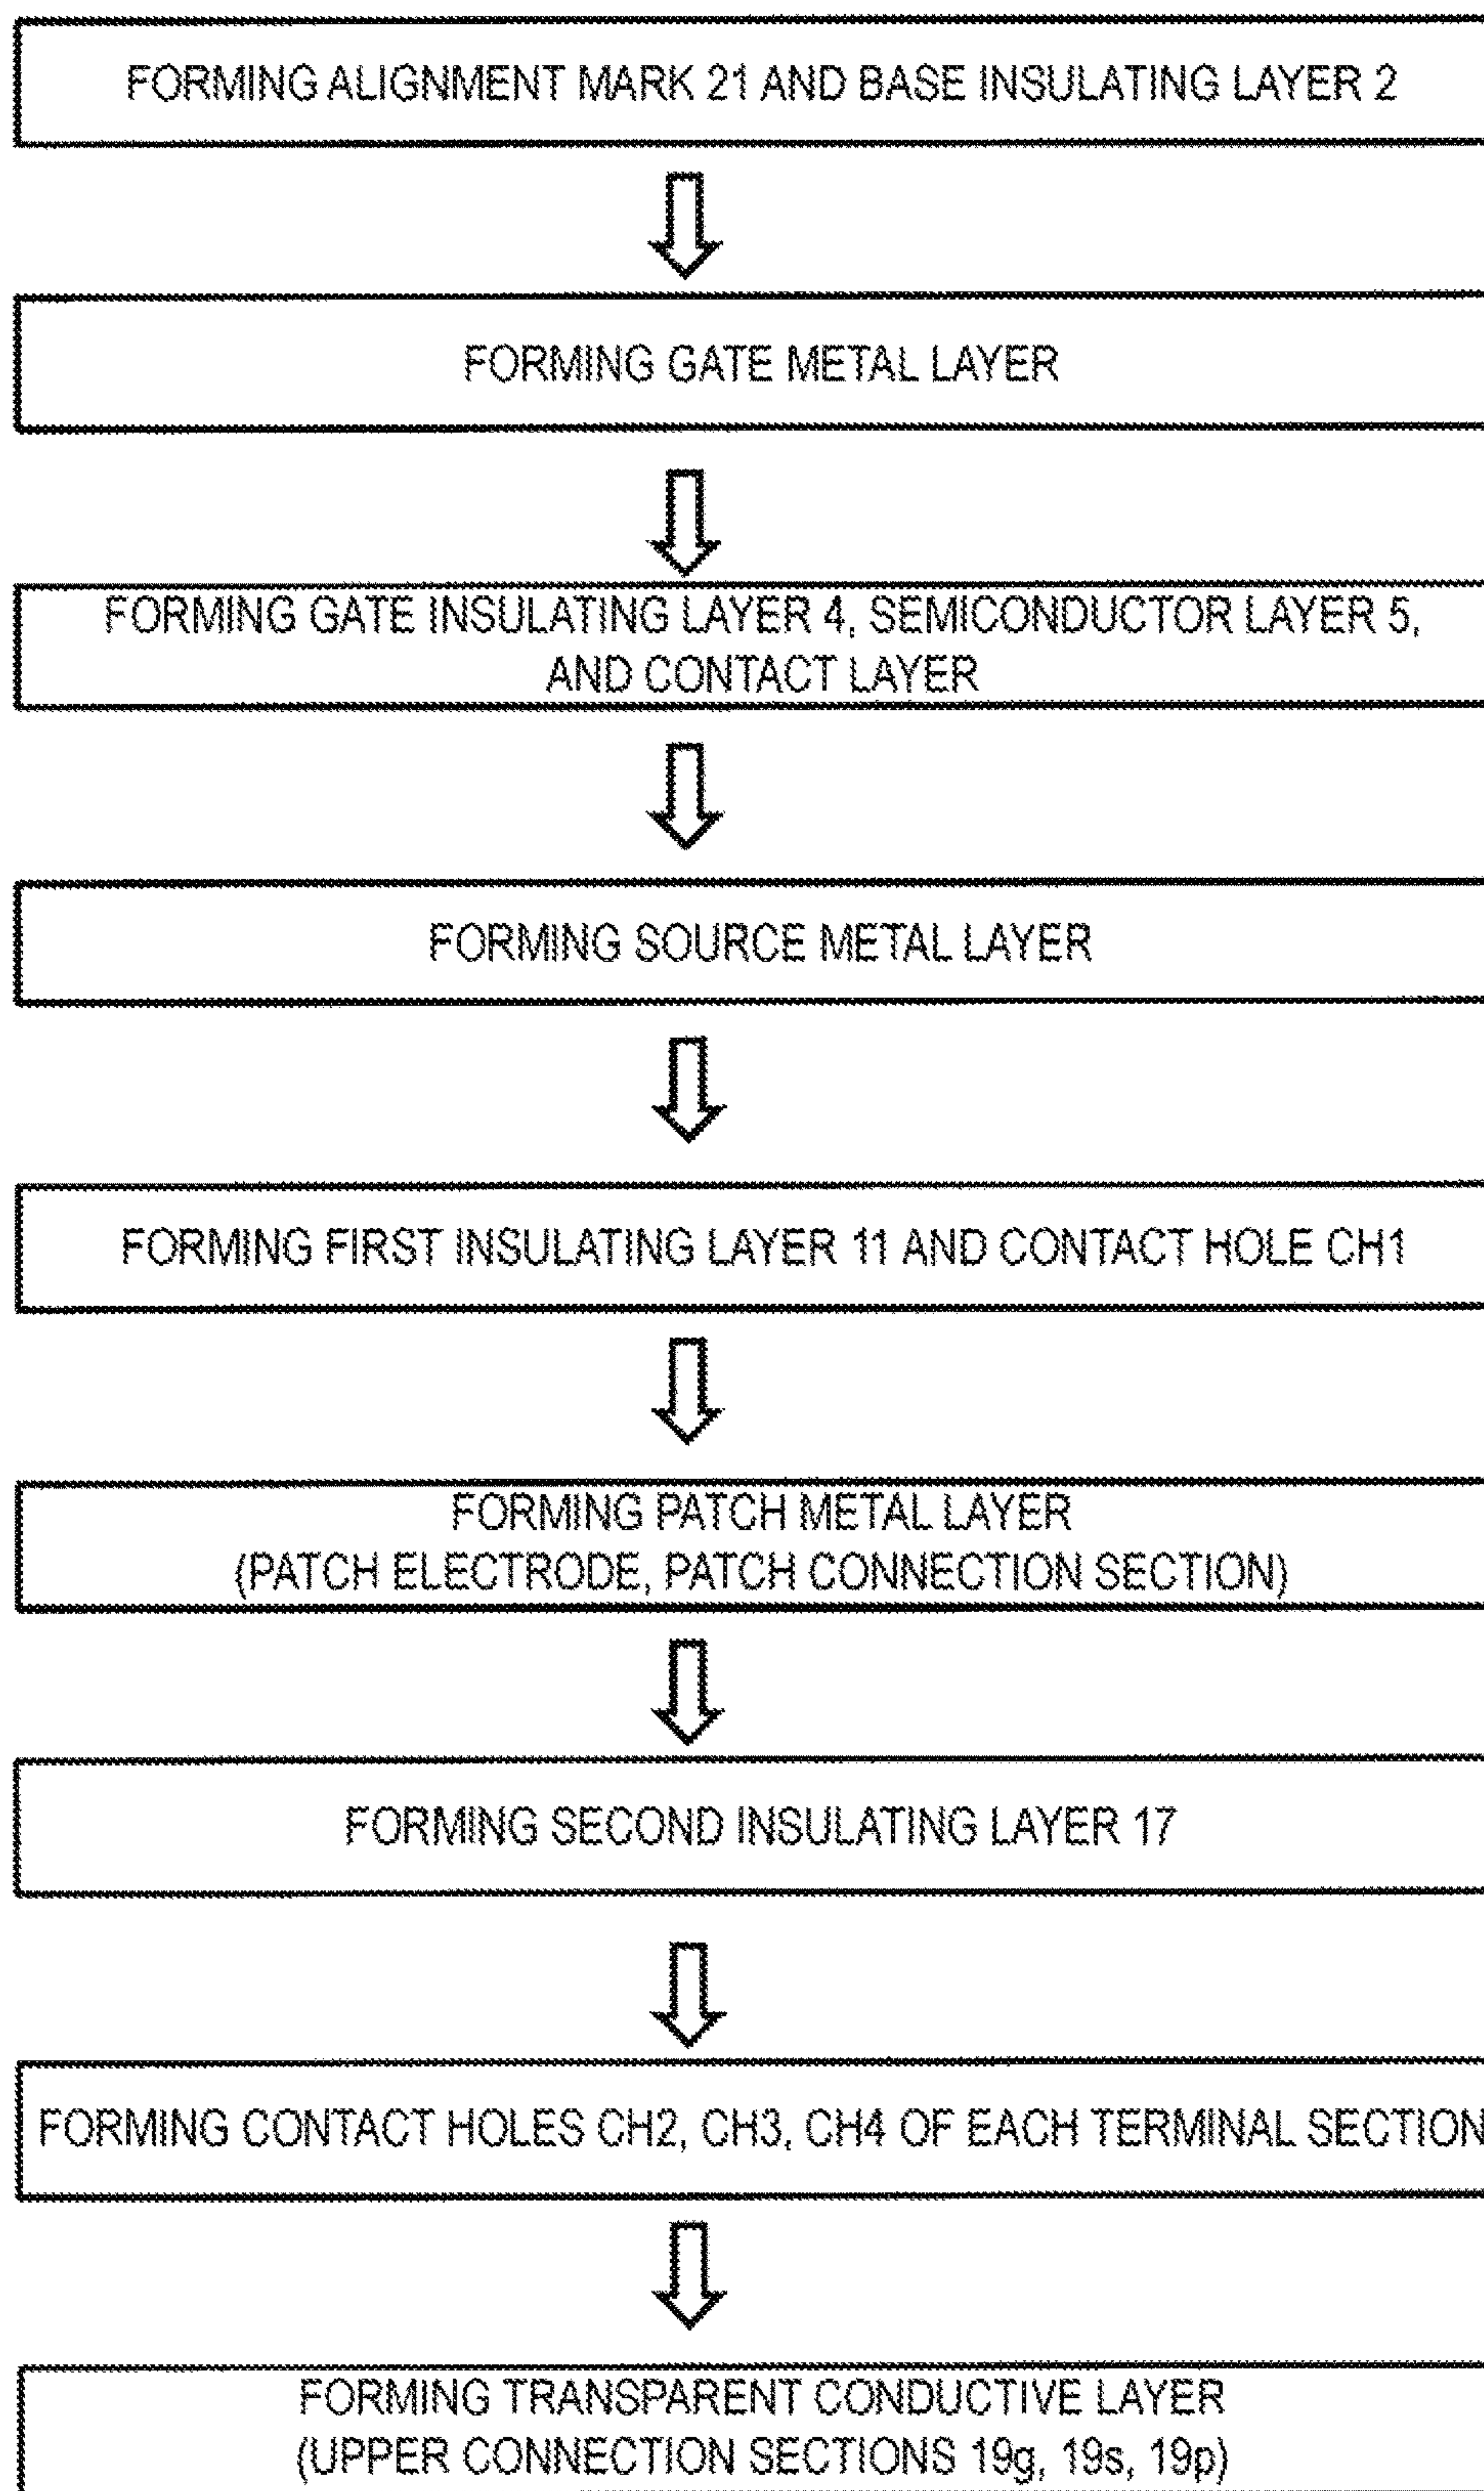 FORMING ALIGNMENT MARK 21 AND BASE INSULATING LAYER 2
FORMING GATE METAL LAYER
FORMING GATE INSULATING LAYER 4, SEMICONDUCTOR LAYER 5,
AND CONTACT LAYER
FORMING SOURCE METAL LAYER
FORMING FIRST INSULATING LAYER 11 AND CONTACT HOLE CH1
FORMING PATCH METAL LAYER
(PATCH ELECTRODE, PATCH CONNECTION SECTION)
FORMING SECOND INSULATING LAYER 17
FORMING CONTACT HOLES CH2, CH3, CH4 OF EACH TERMINAL SECTION
FORMING TRANSPARENT CONDUCTIVE LAYER
(UPPER CONNECTION SECTIONS 19g, 19s, 19p)